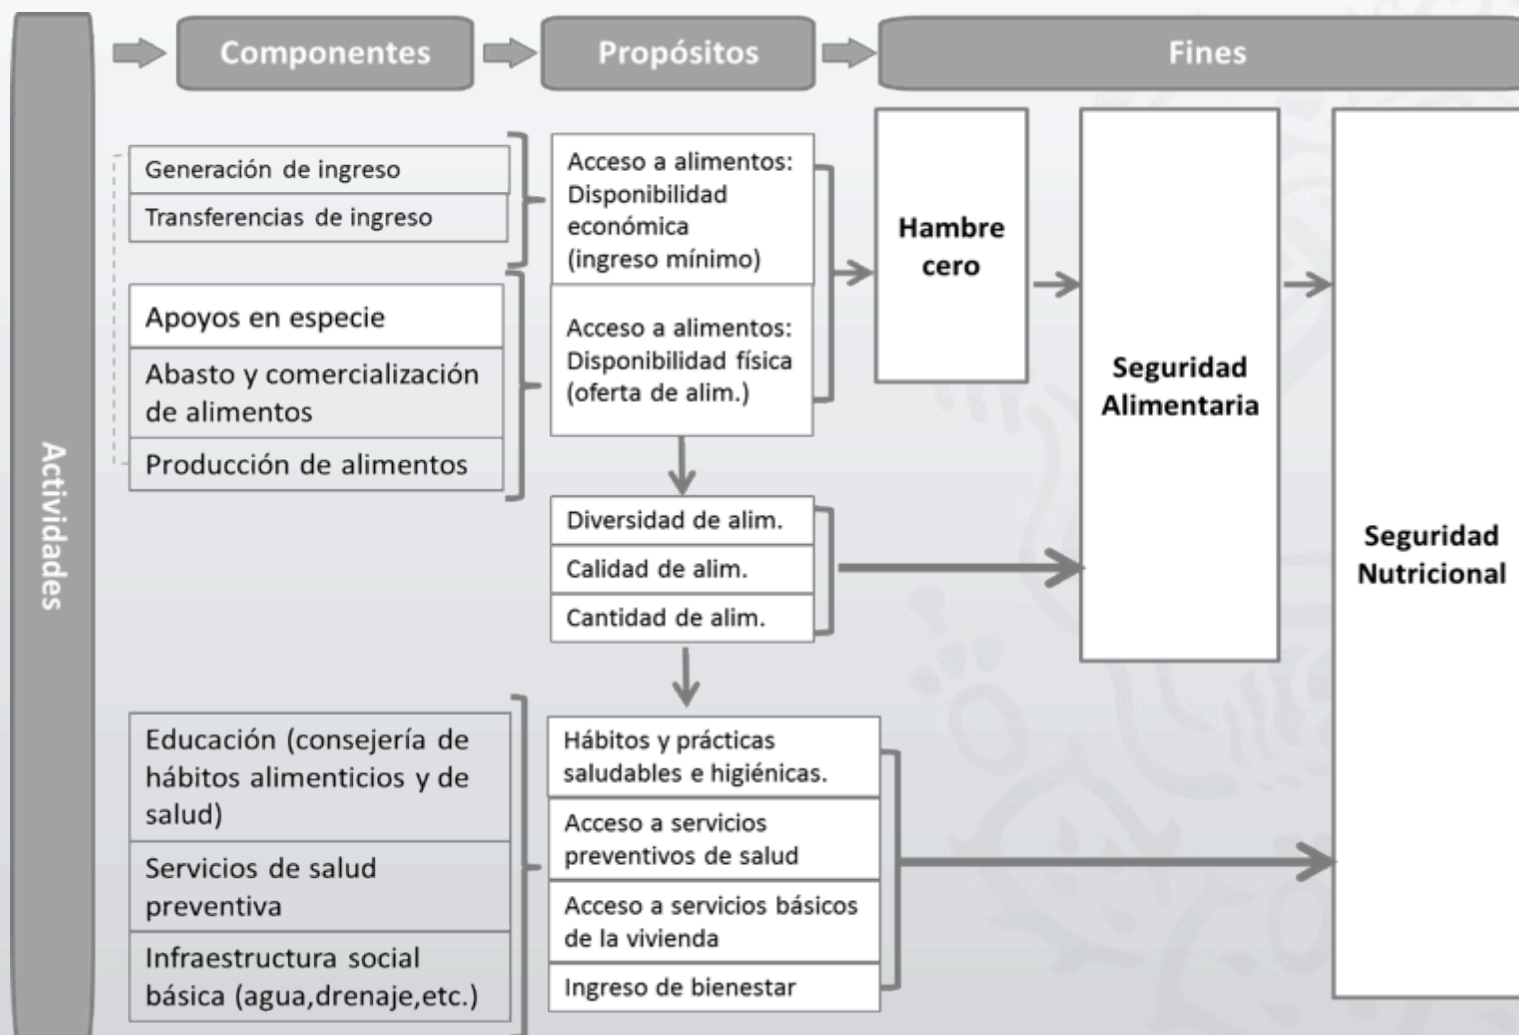 Componentes
Propósitos
Fines
Actividades
Generación de ingreso
Transferencias de ingreso
Apoyos en especie
Abasto y comercialización
de alimentos
Producción de alimentos
Educación (consejería de
hábitos alimenticios y de
salud)
Servicios de salud
preventiva
Infraestructura social
básica (agua,drenaje,etc.)
Acceso a alimentos:
Disponibilidad
económica
(ingreso mínimo)
Acceso a alimentos:
Disponibilidad física
(oferta de alim.)
Diversidad de alim.
Calidad de alim.
Cantidad de alim.
Hábitos y prácticas
saludables e higiénicas.
Acceso a servicios
preventivos de salud
Acceso a servicios básicos
de la vivienda
Ingreso de bienestar
Hambre
cero
Seguridad
Alimentaria
Seguridad
Nutricional